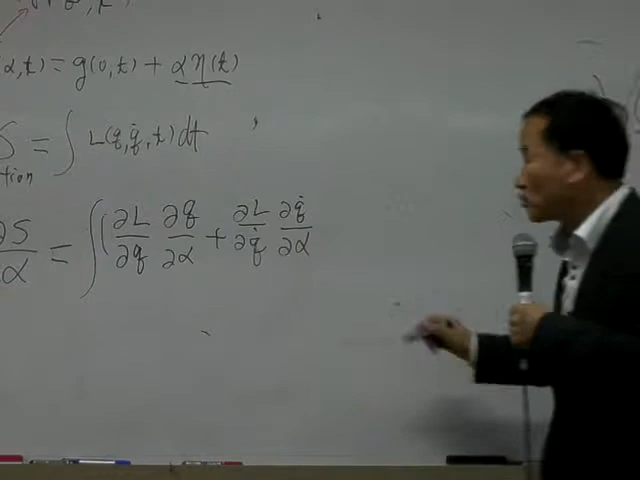 α,t) = g(0,t) + αη(t)
S = ∫ L(q,q̇,t)dt
tion
∂S/∂α = ∫(∂L/∂q ∂q/∂α + ∂L/∂q̇ ∂q̇/∂α